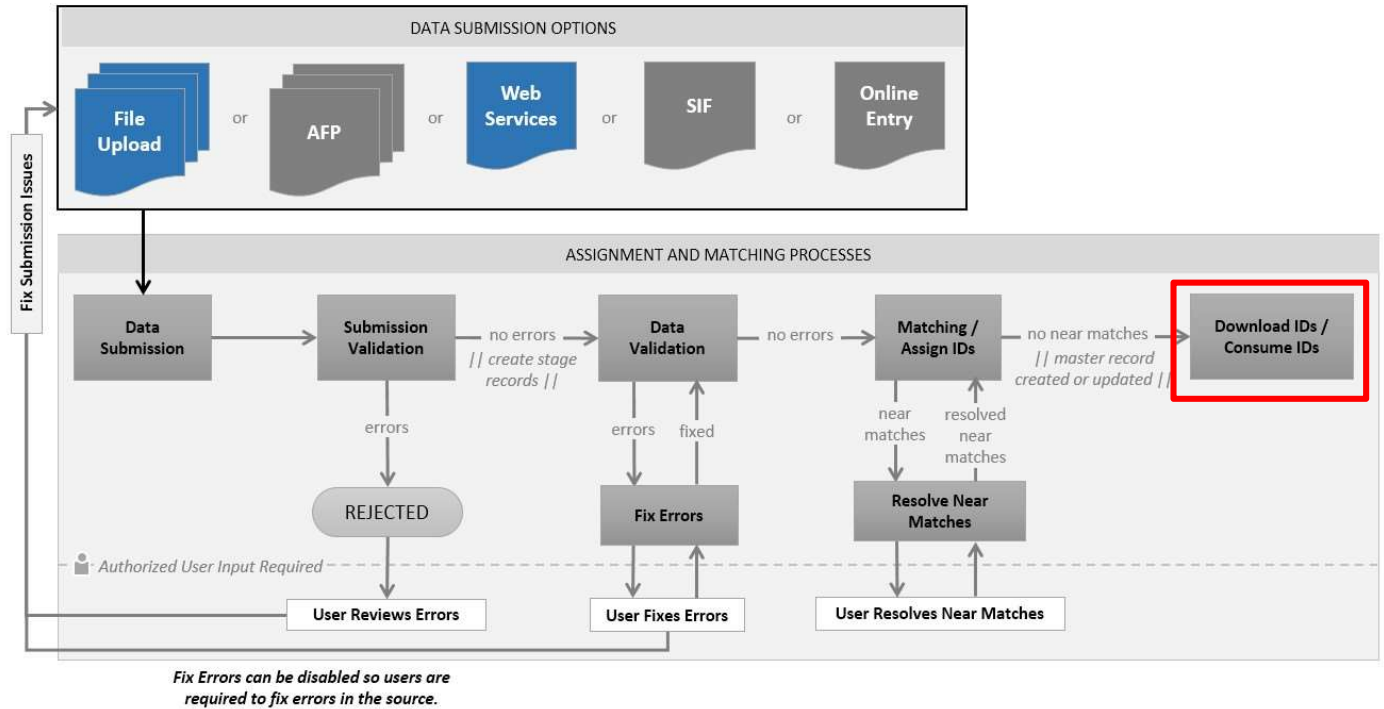 DATA SUBMISSION OPTIONS
File
Upload
or
AFP
or
Web
Services
or
SIF
or
Online
Entry
Fix Submission Issues
ASSIGNMENT AND MATCHING PROCESSES
Data
Submission
Submission
Validation
no errors
|| create stage
records ||
Data
Validation
no errors
Matching /
Assign IDs
no near matches
|| master record
created or updated ||
Download IDs /
Consume IDs
errors
errors
fixed
near
matches
resolved
near
matches
REJECTED
Fix Errors
Resolve Near
Matches
Authorized User Input Required
User Reviews Errors
User Fixes Errors
User Resolves Near Matches
Fix Errors can be disabled so users are
required to fix errors in the source.